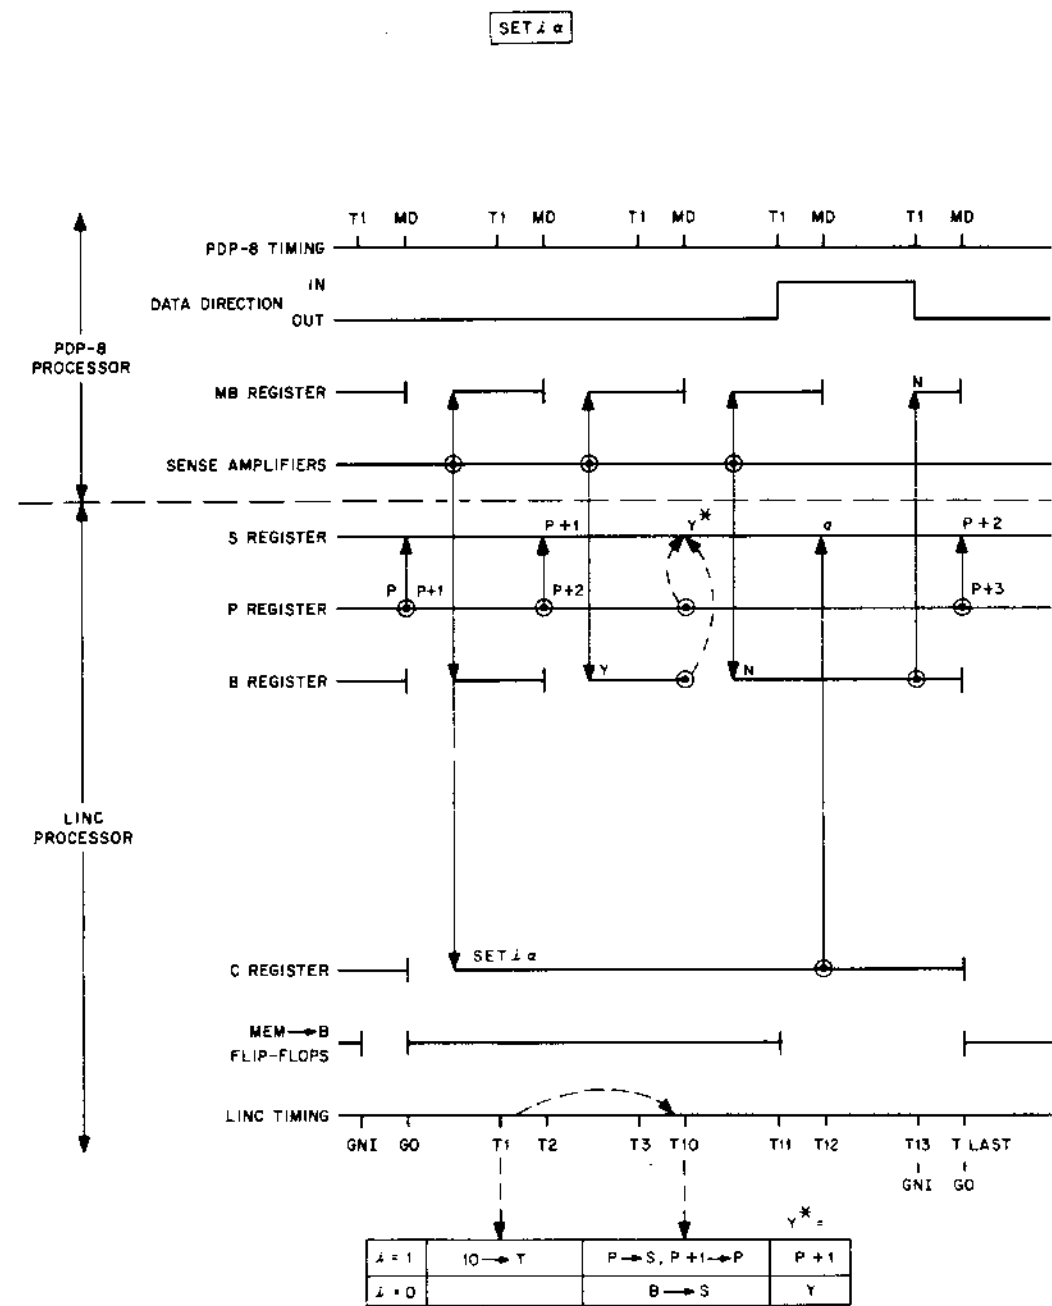 SET i α
T1 MD T1 MD T1 MD T1 MD T1 MD
PDP-8 TIMING
IN
DATA DIRECTION
OUT
PDP-8
PROCESSOR
MB REGISTER
N
SENSE AMPLIFIERS
S REGISTER P+1 Y* α P+2
P P+1 P+2 P+3
P REGISTER
B REGISTER Y N
LINC
PROCESSOR
SET i α
C REGISTER
MEM→B
FLIP-FLOPS
LINC TIMING
GNI GO T1 T2 T3 T10 T11 T12 T13 T LAST
GNI GO
Y* =
i = 1 10→T P→S, P+1→P P+1
i = 0 B→S Y